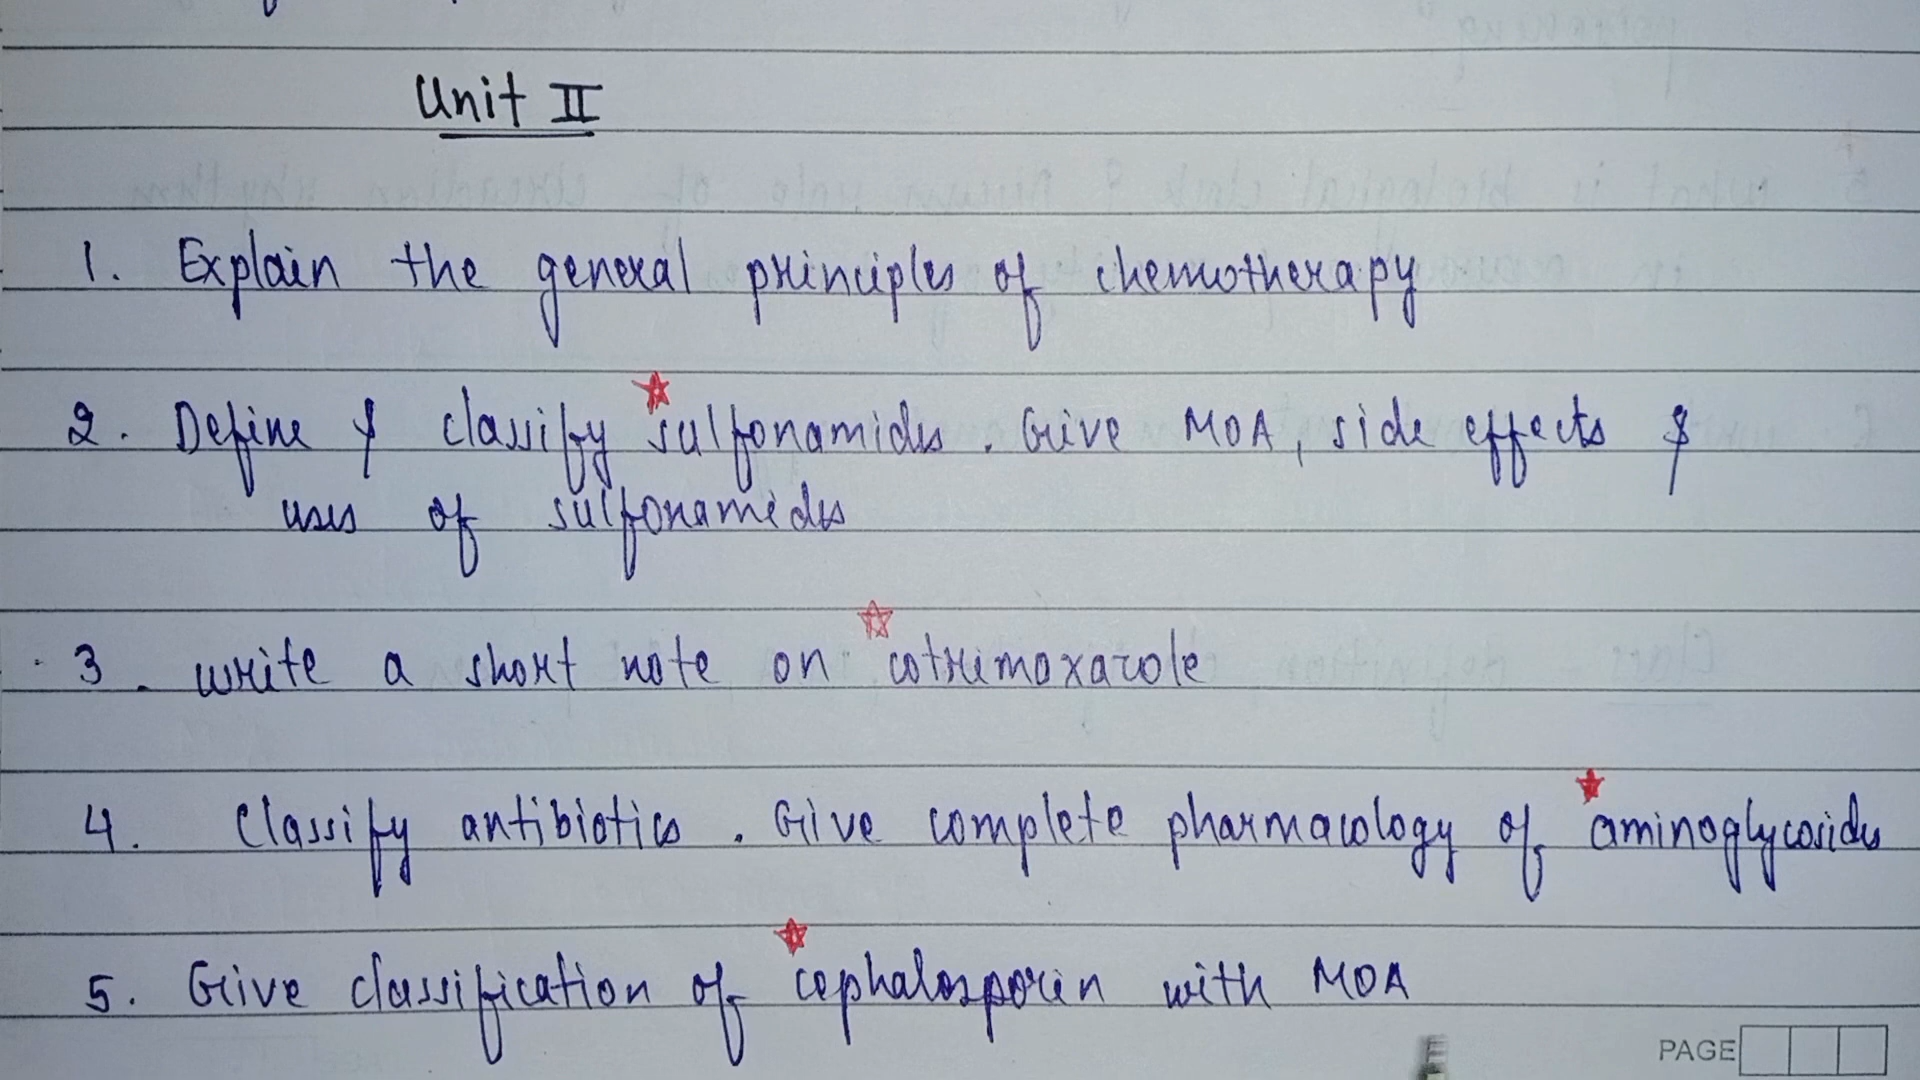 Unit II
1. Explain the general principles of chemotherapy
2. Define & classify sulfonamides. Give MOA, side effects &
uses of sulfonamides
3. write a short note on cotrimoxazole
4. Classify antibiotics. Give complete pharmacology of aminoglycosides
5. Give classification of cephalosporin with MOA
PAGE